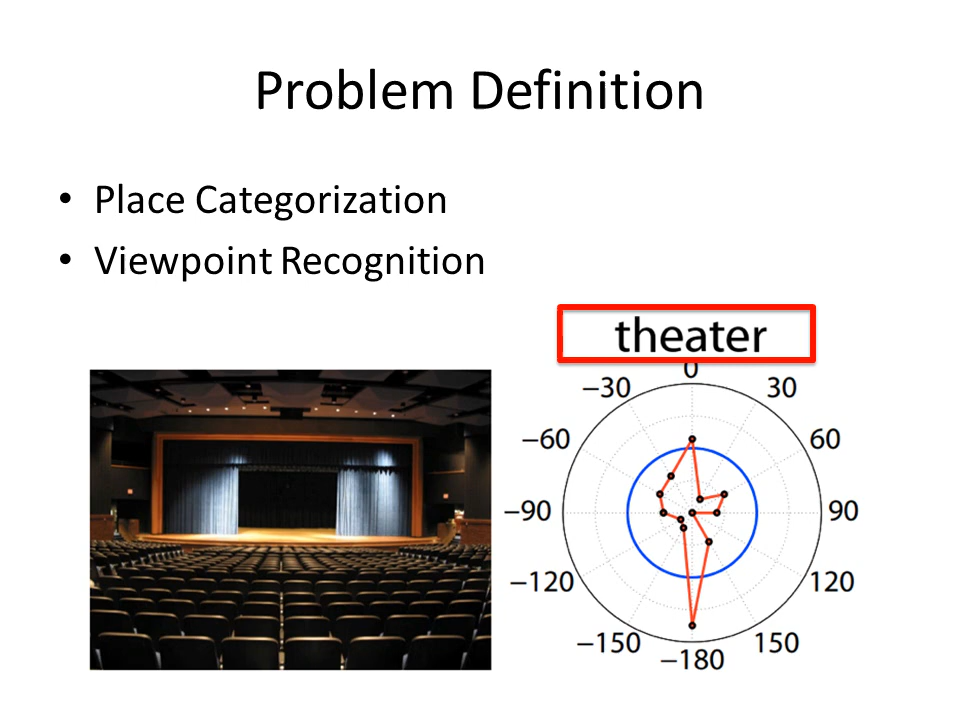 Problem Definition
• Place Categorization
• Viewpoint Recognition
theater
0
−30 30
−60 60
−90 90
−120 120
−150 150
−180